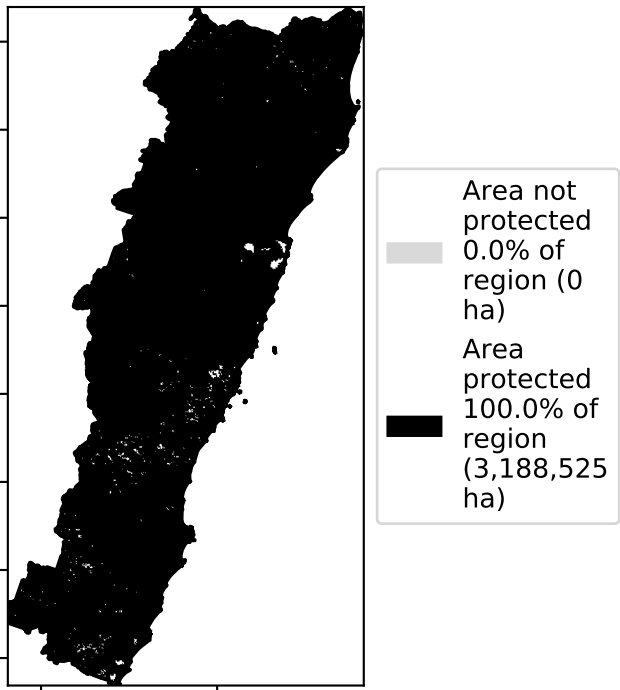 Area not
protected
0.0% of
region (0
ha)
Area
protected
100.0% of
region
(3,188,525
ha)